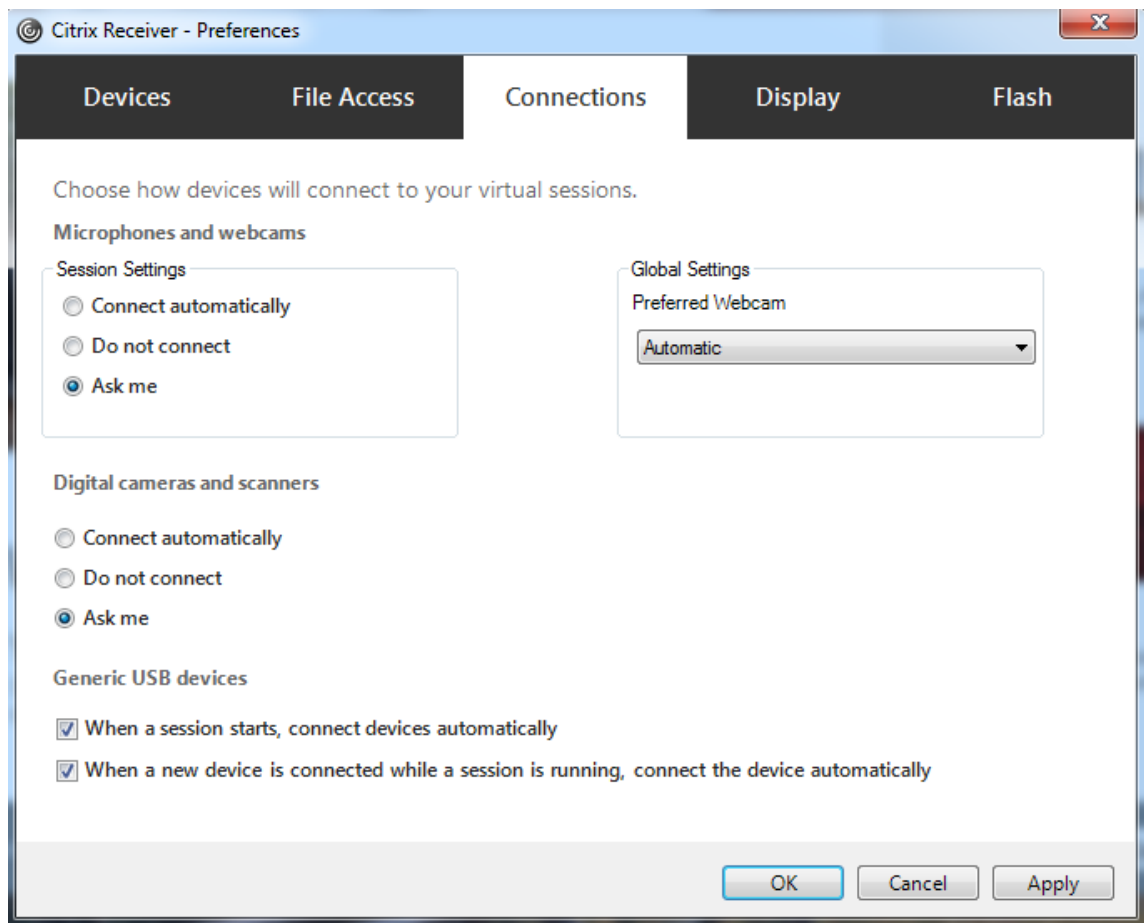 Citrix Receiver - Preferences
Devices File Access Connections Display Flash
Choose how devices will connect to your virtual sessions.
Microphones and webcams
Session Settings
Connect automatically
Do not connect
Ask me
Global Settings
Preferred Webcam
Automatic
Digital cameras and scanners
Connect automatically
Do not connect
Ask me
Generic USB devices
When a session starts, connect devices automatically
When a new device is connected while a session is running, connect the device automatically
OK Cancel Apply